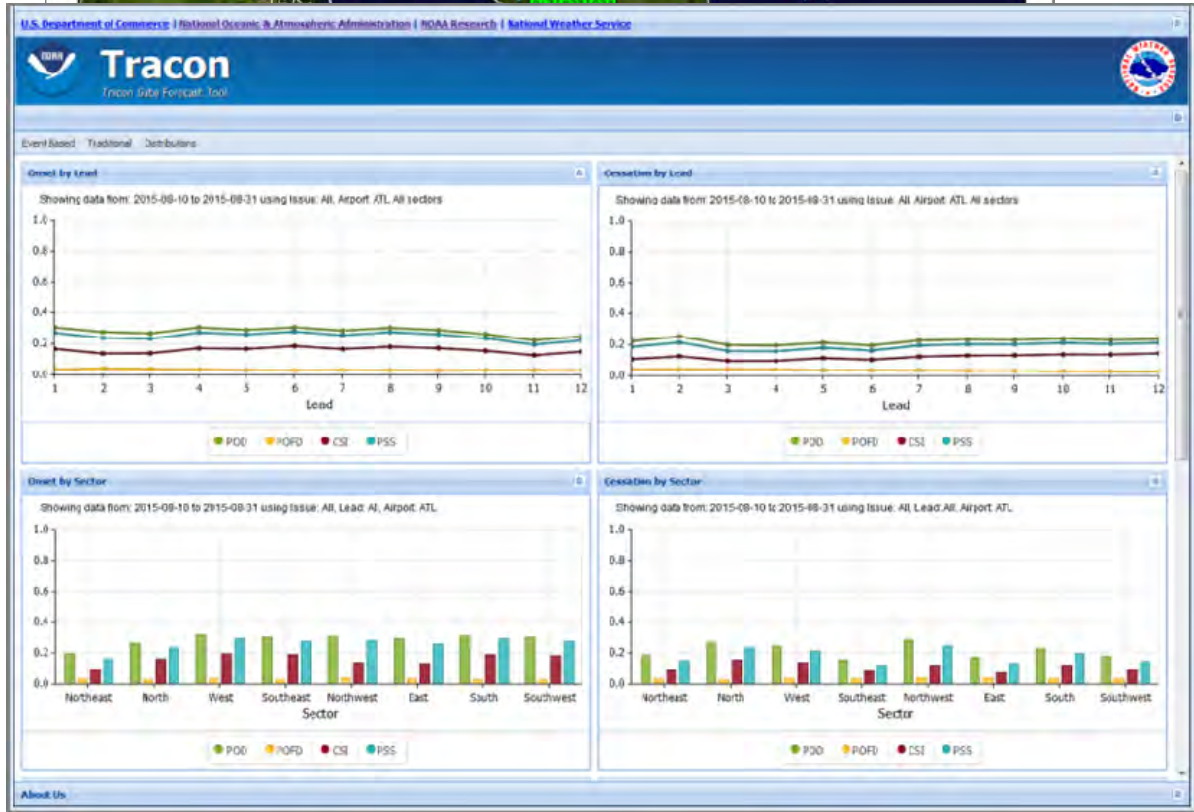 U.S. Department of Commerce | National Oceanic & Atmospheric Administration | NOAA Research | National Weather Service
NOAA
Tracon
Tracon Gate Forecast Tool
NATIONAL WEATHER SERVICE
Event Based Traditional Distributions
Onset by Lead
Showing data from: 2015-08-10 to 2015-08-31 using Issue: All, Airport: ATL, All sectors
1.0
0.8
0.6
0.4
0.2
0.0
1 2 3 4 5 6 7 8 9 10 11 12
Lead
POD POFD CSI PSS
Cessation by Lead
Showing data from: 2015-08-10 to 2015-08-31 using Issue: All, Airport: ATL, All sectors
1.0
0.8
0.6
0.4
0.2
0.0
1 2 3 4 5 6 7 8 9 10 11 12
Lead
POD POFD CSI PSS
Onset by Sector
Showing data from: 2015-08-10 to 2015-08-31 using Issue: All, Lead: All, Airport: ATL
1.0
0.8
0.6
0.4
0.2
0.0
Northeast North West Southeast Northwest East South Southwest
Sector
POD POFD CSI PSS
Cessation by Sector
Showing data from: 2015-08-10 to 2015-08-31 using Issue: All, Lead: All, Airport: ATL
1.0
0.8
0.6
0.4
0.2
0.0
Northeast North West Southeast Northwest East South Southwest
Sector
POD POFD CSI PSS
About Us